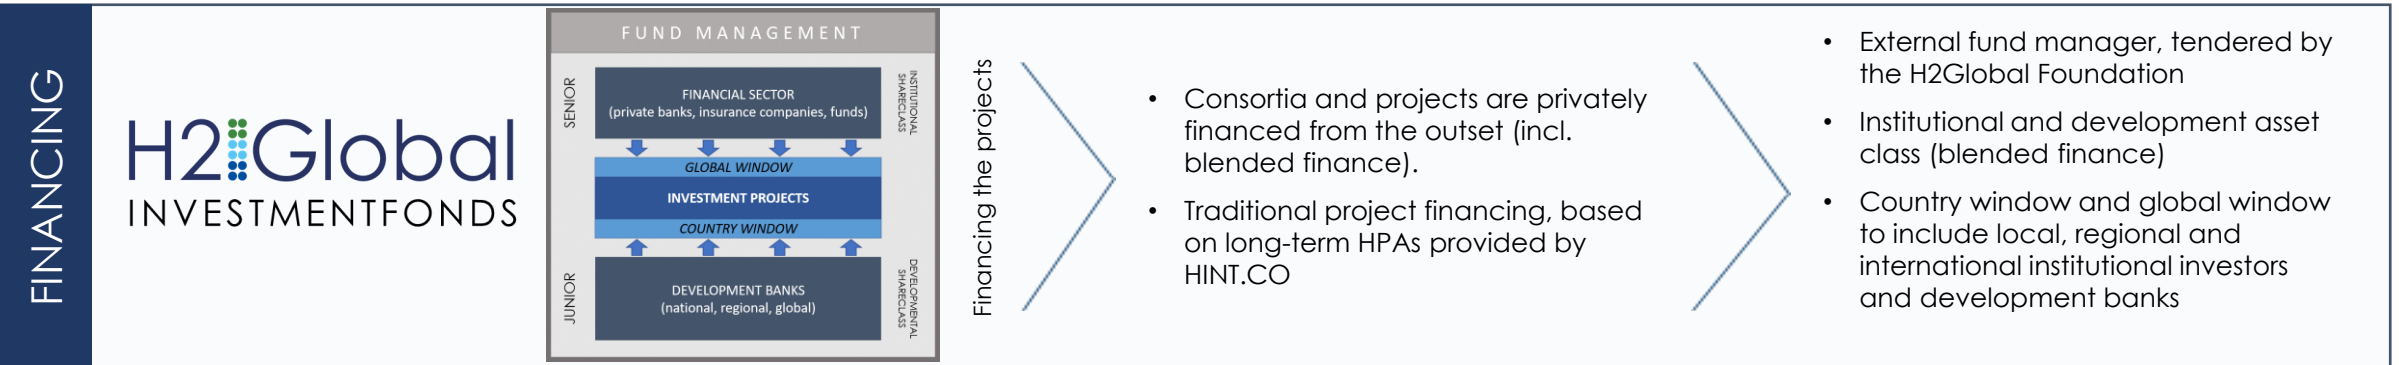 FINANCING
H2Global
INVESTMENTFONDS
FUND MANAGEMENT
SENIOR
FINANCIAL SECTOR
(private banks, insurance companies, funds)
INSTITUTIONAL
SHARECLASS
GLOBAL WINDOW
INVESTMENT PROJECTS
COUNTRY WINDOW
JUNIOR
DEVELOPMENT BANKS
(national, regional, global)
DEVELOPMENTAL
SHARECLASS
Financing the projects
• Consortia and projects are privately
financed from the outset (incl.
blended finance).
• Traditional project financing, based
on long-term HPAs provided by
HINT.CO
• External fund manager, tendered by
the H2Global Foundation
• Institutional and development asset
class (blended finance)
• Country window and global window
to include local, regional and
international institutional investors
and development banks